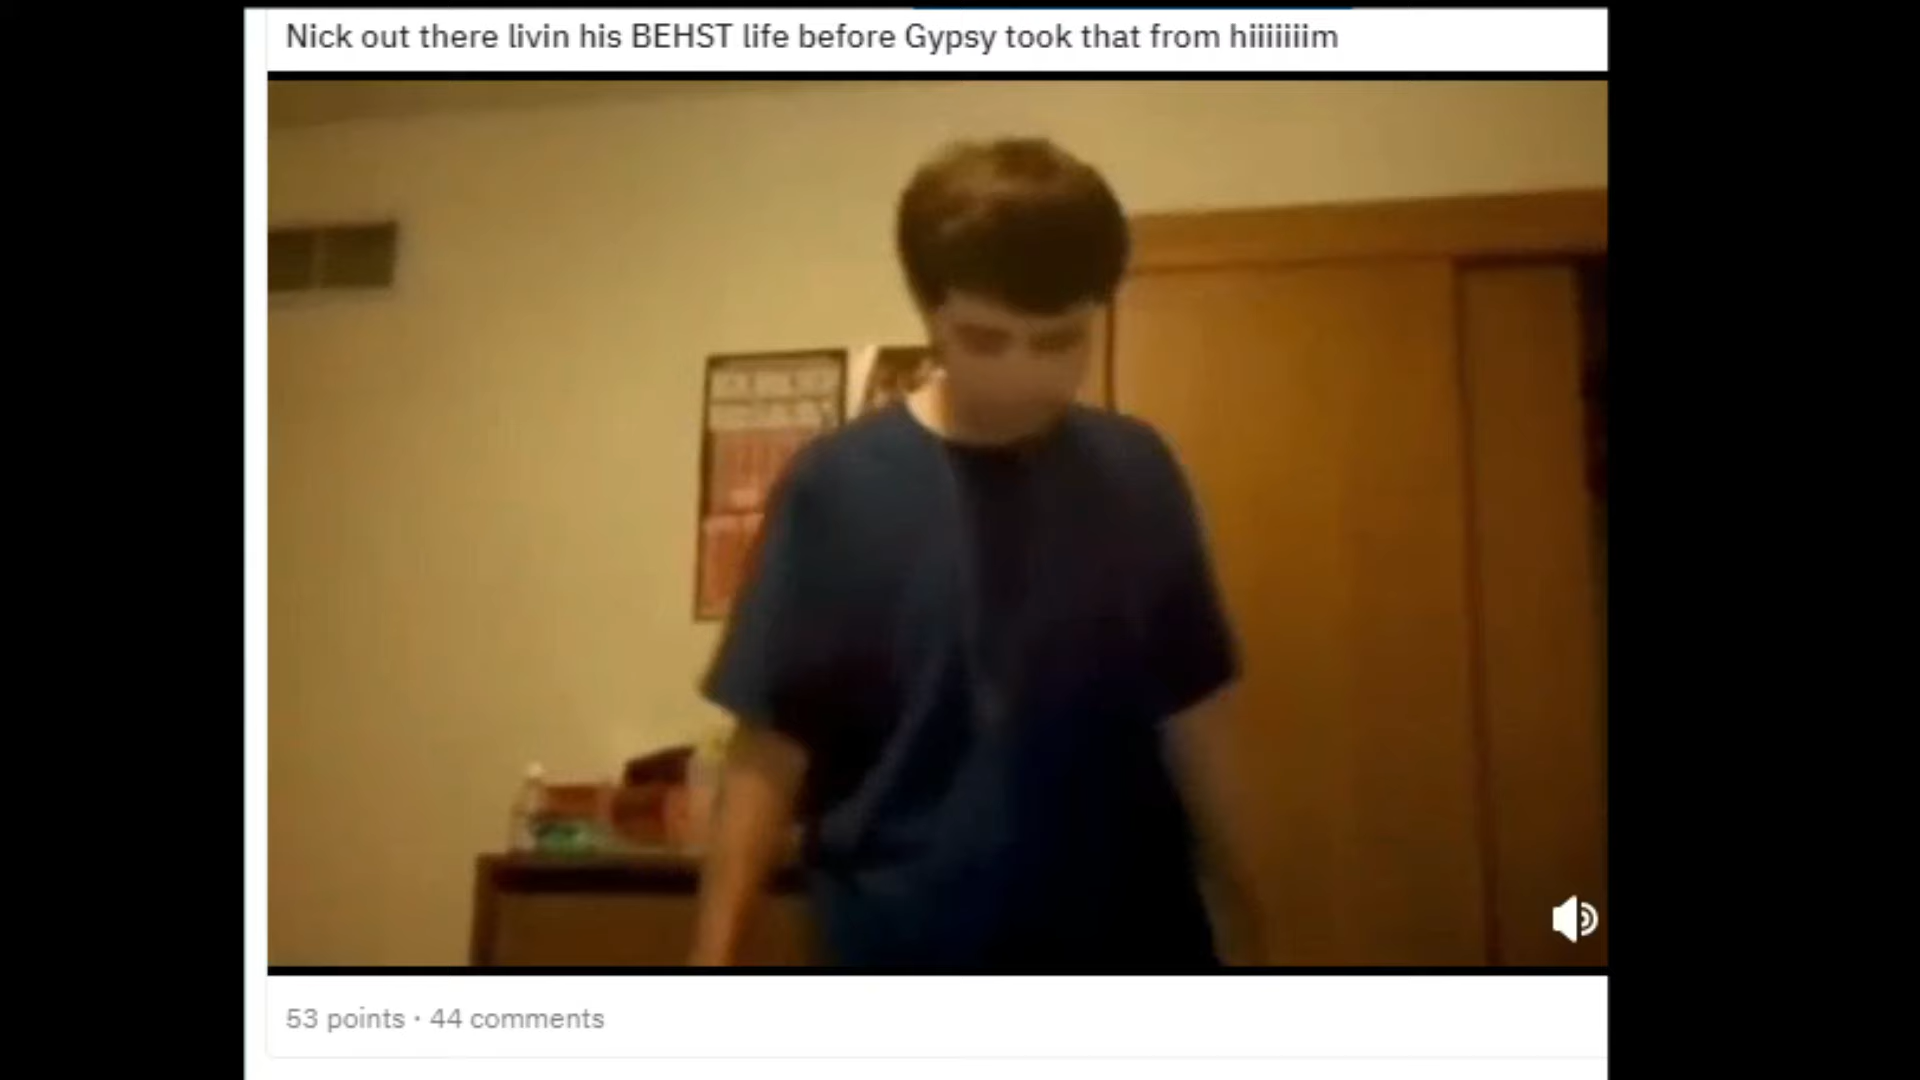 Nick out there livin his BEHST life before Gypsy took that from hiiiiiiim
53 points · 44 comments